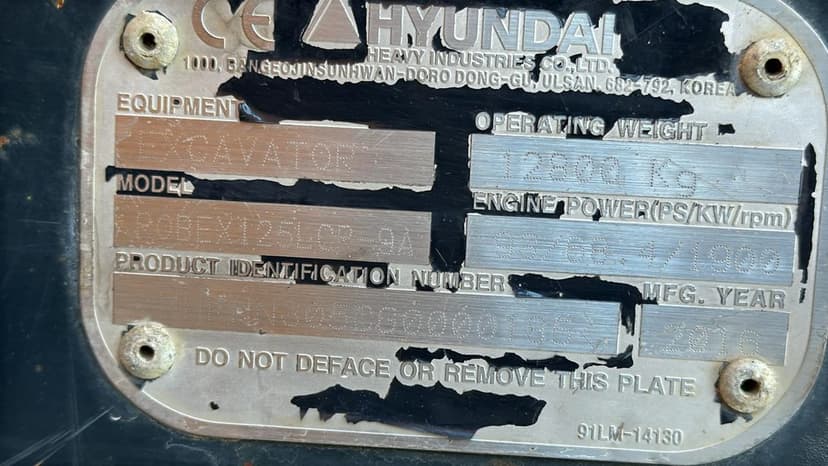 CE HYUNDAI
HEAVY INDUSTRIES CO., LTD.
1000, BANGEOJINSUNHWAN-DORO DONG-GU, ULSAN, 682-792, KOREA
EQUIPMENT
EXCAVATOR
OPERATING WEIGHT
12800 Kg
MODEL
ROBEX125LCR-9A
ENGINE POWER(PS/KW/rpm)
/1900
PRODUCT IDENTIFICATION NUMBER
MFG. YEAR
2016
DO NOT DEFACE OR REMOVE THIS PLATE
91LM-14130